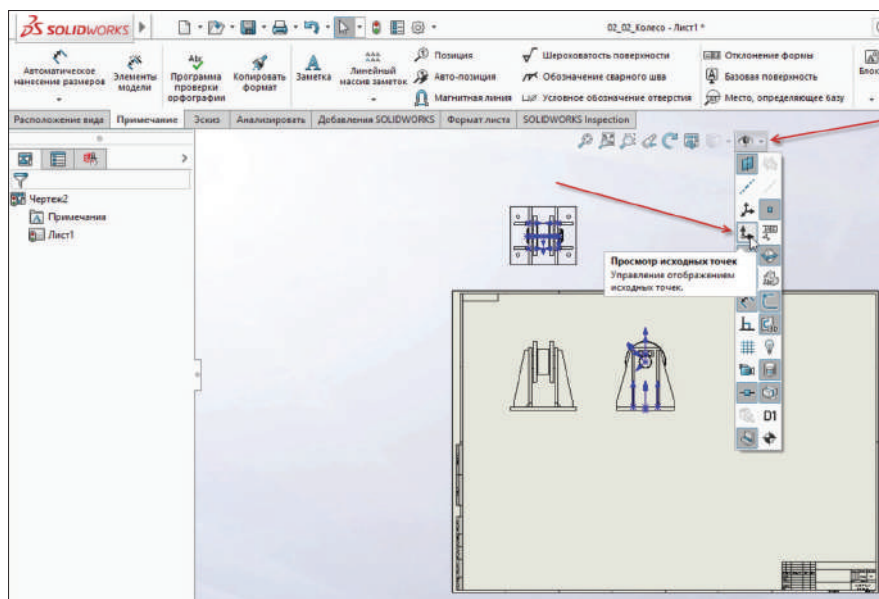 SOLIDWORKS
02_02_Колесо - Лист1 *
Автоматическое нанесение размеров
Элементы модели
Программа проверки орфографии
Копировать формат
Заметка
Линейный массив заметок
Позиция
Авто-позиция
Магнитная линия
Шероховатость поверхности
Обозначение сварного шва
Условное обозначение отверстия
Отклонение формы
Базовая поверхность
Место, определяющее базу
Блок
Расположение вида
Примечание
Эскиз
Анализировать
Добавления SOLIDWORKS
Формат листа
SOLIDWORKS Inspection
Чертеж2
Примечания
Лист1
Просмотр исходных точек
Управления отображением
исходных точек.
D1